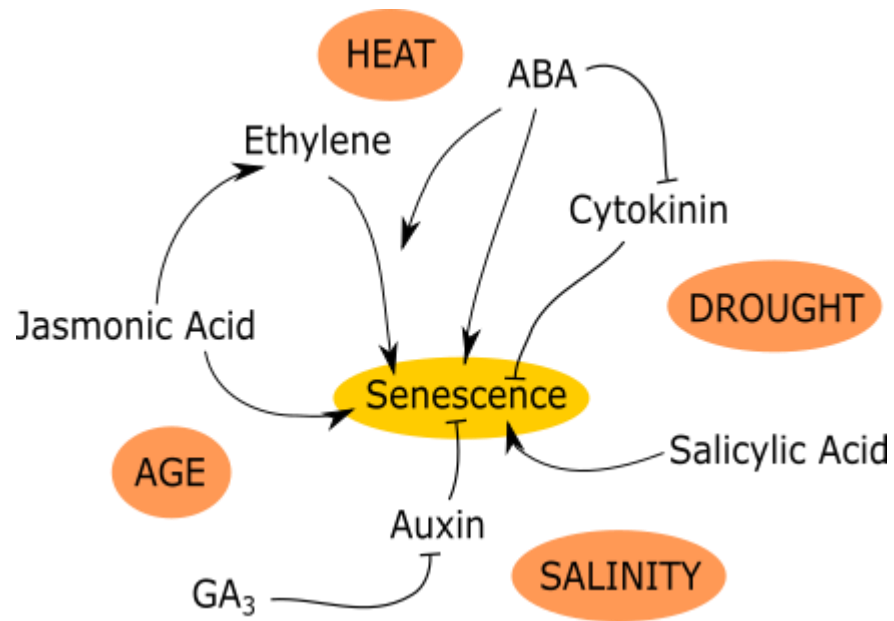 HEAT
ABA
Ethylene
Cytokinin
DROUGHT
Jasmonic Acid
Senescence
Salicylic Acid
AGE
Auxin
SALINITY
GA₃